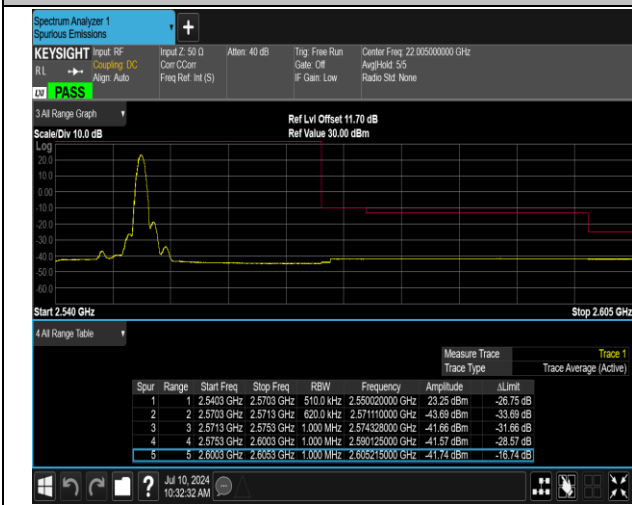 Spectrum Analyzer 1
Spurious Emissions
+
KEYSIGHT Input: RF Input Z: 50 Ω Atten: 40 dB Trig: Free Run Center Freq: 22.005000000 GHz
RL Coupling: DC Corr CCorr Gate: Off Avg|Hold: 5/5
Align: Auto Freq Ref: Int (S) IF Gain: Low Radio Std: None
LXI PASS
3 All Range Graph
Ref Lvl Offset 11.70 dB
Scale/Div 10.0 dB Ref Value 30.00 dBm
Log
20.0
10.0
0.00
-10.0
-20.0
-30.0
-40.0
-50.0
-60.0
Start 2.540 GHz Stop 2.605 GHz
4 All Range Table
Measure Trace Trace 1
Trace Type Trace Average (Active)
Spur Range Start Freq Stop Freq RBW Frequency Amplitude ΔLimit
1 1 2.5403 GHz 2.5703 GHz 510.0 kHz 2.550020000 GHz 23.25 dBm -26.75 dB
2 2 2.5703 GHz 2.5713 GHz 620.0 kHz 2.571110000 GHz -43.69 dBm -33.69 dB
3 3 2.5713 GHz 2.5753 GHz 1.000 MHz 2.574328000 GHz -41.66 dBm -31.66 dB
4 4 2.5753 GHz 2.6003 GHz 1.000 MHz 2.590125000 GHz -41.57 dBm -28.57 dB
5 5 2.6003 GHz 2.6053 GHz 1.000 MHz 2.605215000 GHz -41.74 dBm -16.74 dB
? Jul 10, 2024
10:32:32 AM